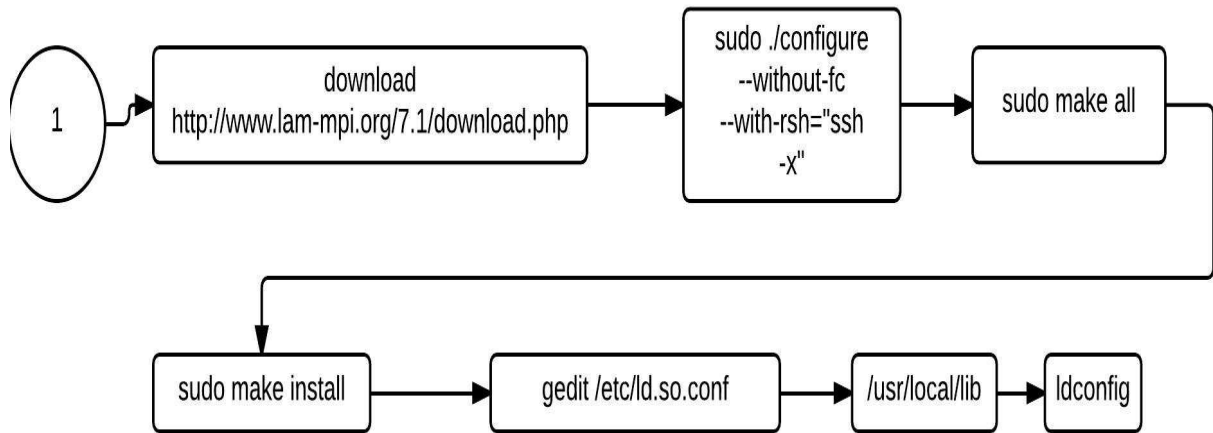 1
download
http://www.lam-mpi.org/7.1/download.php
sudo ./configure
--without-fc
--with-rsh="ssh
-x"
sudo make all
sudo make install
gedit /etc/ld.so.conf
/usr/local/lib
ldconfig